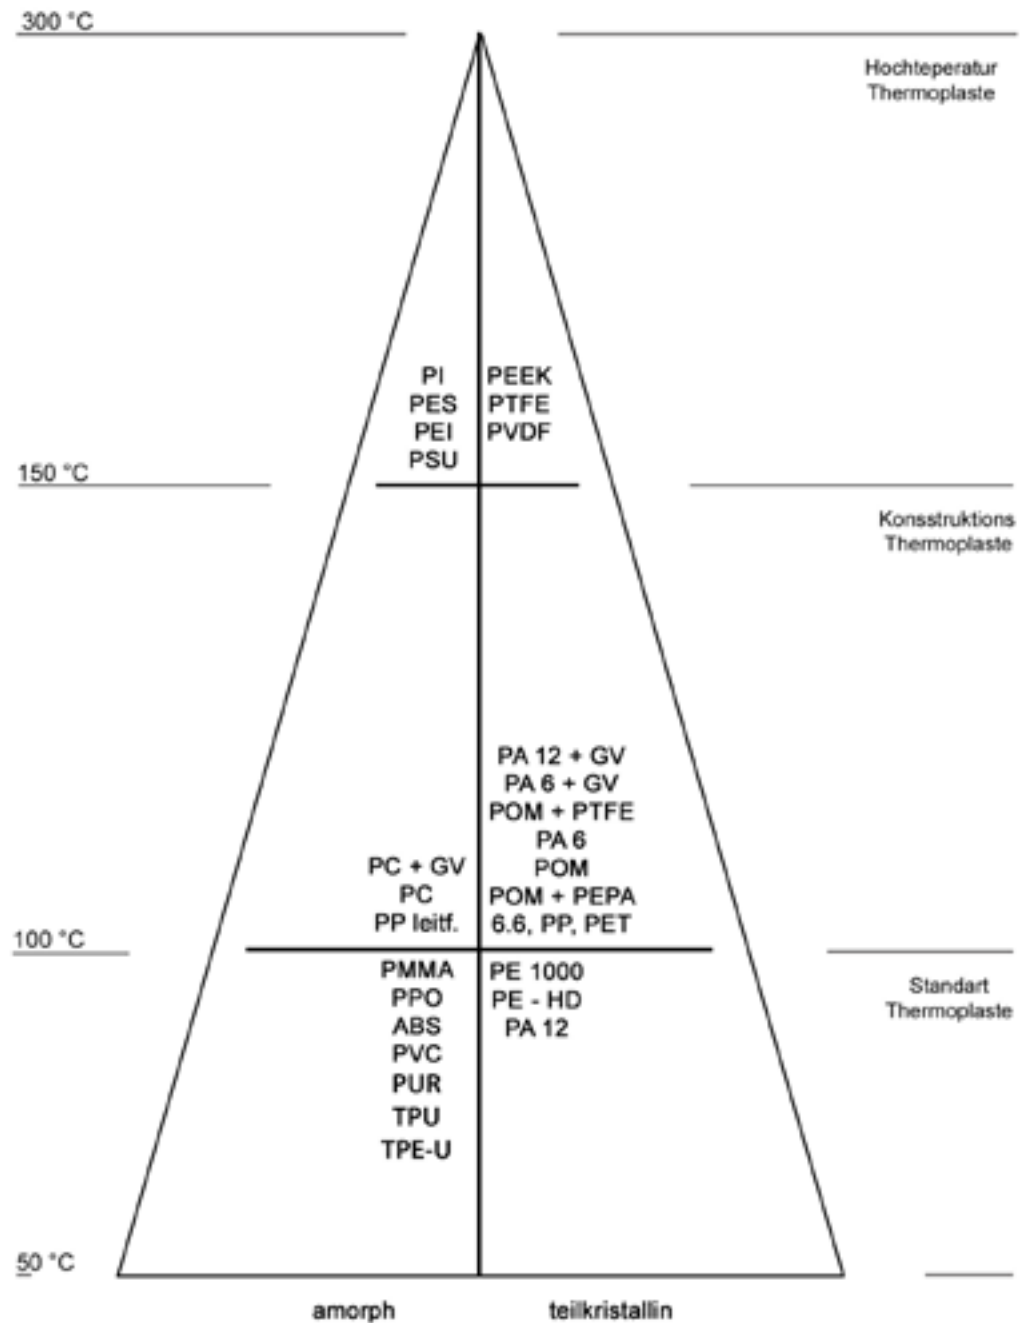 300 °C
Hochteperatur
Thermoplaste
PI
PES
PEI
PSU
PEEK
PTFE
PVDF
150 °C
Konsstruktions
Thermoplaste
PC + GV
PC
PP leitf.
PA 12 + GV
PA 6 + GV
POM + PTFE
PA 6
POM
POM + PEPA
6.6, PP, PET
100 °C
Standart
Thermoplaste
PMMA
PPO
ABS
PVC
PUR
TPU
TPE-U
PE 1000
PE - HD
PA 12
50 °C
amorph
teilkristallin